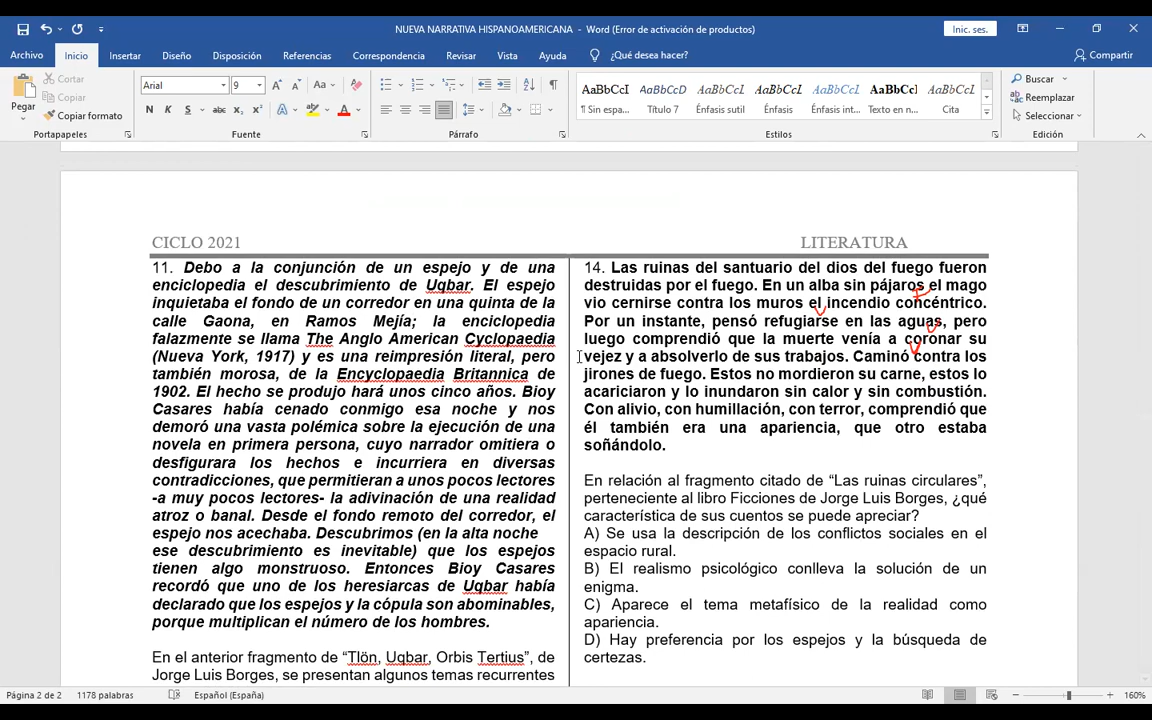 NUEVA NARRATIVA HISPANOAMERICANA - Word (Error de activación de productos)
Inic. ses.
Archivo
Inicio
Insertar
Diseño
Disposición
Referencias
Correspondencia
Revisar
Vista
Ayuda
¿Qué desea hacer?
Compartir
Pegar
Cortar
Copiar
Copiar formato
Portapapeles
Arial
9
Aa
N K S abc x₂ x²
Fuente
Párrafo
AaBbCcI
¶ Sin espa...
AaBbCcD
Título 7
AaBbCcI
Énfasis sutil
AaBbCcI
Énfasis
AaBbCcI
Énfasis int...
AaBbCcI
Texto en n...
AaBbCcI
Cita
Estilos
Buscar
Reemplazar
Seleccionar
Edición
CICLO 2021
LITERATURA
11. Debo a la conjunción de un espejo y de una
enciclopedia el descubrimiento de Uqbar. El espejo
inquietaba el fondo de un corredor en una quinta de la
calle Gaona, en Ramos Mejía; la enciclopedia
falazmente se llama The Anglo American Cyclopaedia
(Nueva York, 1917) y es una reimpresión literal, pero
también morosa, de la Encyclopaedia Britannica de
1902. El hecho se produjo hará unos cinco años. Bioy
Casares había cenado conmigo esa noche y nos
demoró una vasta polémica sobre la ejecución de una
novela en primera persona, cuyo narrador omitiera o
desfigurara los hechos e incurriera en diversas
contradicciones, que permitieran a unos pocos lectores
-a muy pocos lectores- la adivinación de una realidad
atroz o banal. Desde el fondo remoto del corredor, el
espejo nos acechaba. Descubrimos (en la alta noche
ese descubrimiento es inevitable) que los espejos
tienen algo monstruoso. Entonces Bioy Casares
recordó que uno de los heresiarcas de Uqbar había
declarado que los espejos y la cópula son abominables,
porque multiplican el número de los hombres.
En el anterior fragmento de “Tlön, Uqbar, Orbis Tertius”, de
Jorge Luis Borges, se presentan algunos temas recurrentes
14. Las ruinas del santuario del dios del fuego fueron
destruidas por el fuego. En un alba sin pájaros el mago
vio cernirse contra los muros el incendio concéntrico.
Por un instante, pensó refugiarse en las aguas, pero
luego comprendió que la muerte venía a coronar su
vejez y a absolverlo de sus trabajos. Caminó contra los
jirones de fuego. Estos no mordieron su carne, estos lo
acariciaron y lo inundaron sin calor y sin combustión.
Con alivio, con humillación, con terror, comprendió que
él también era una apariencia, que otro estaba
soñándolo.
En relación al fragmento citado de “Las ruinas circulares”,
perteneciente al libro Ficciones de Jorge Luis Borges, ¿qué
característica de sus cuentos se puede apreciar?
A) Se usa la descripción de los conflictos sociales en el
espacio rural.
B) El realismo psicológico conlleva la solución de un
enigma.
C) Aparece el tema metafísico de la realidad como
apariencia.
D) Hay preferencia por los espejos y la búsqueda de
certezas.
Página 2 de 2
1178 palabras
Español (España)
160%